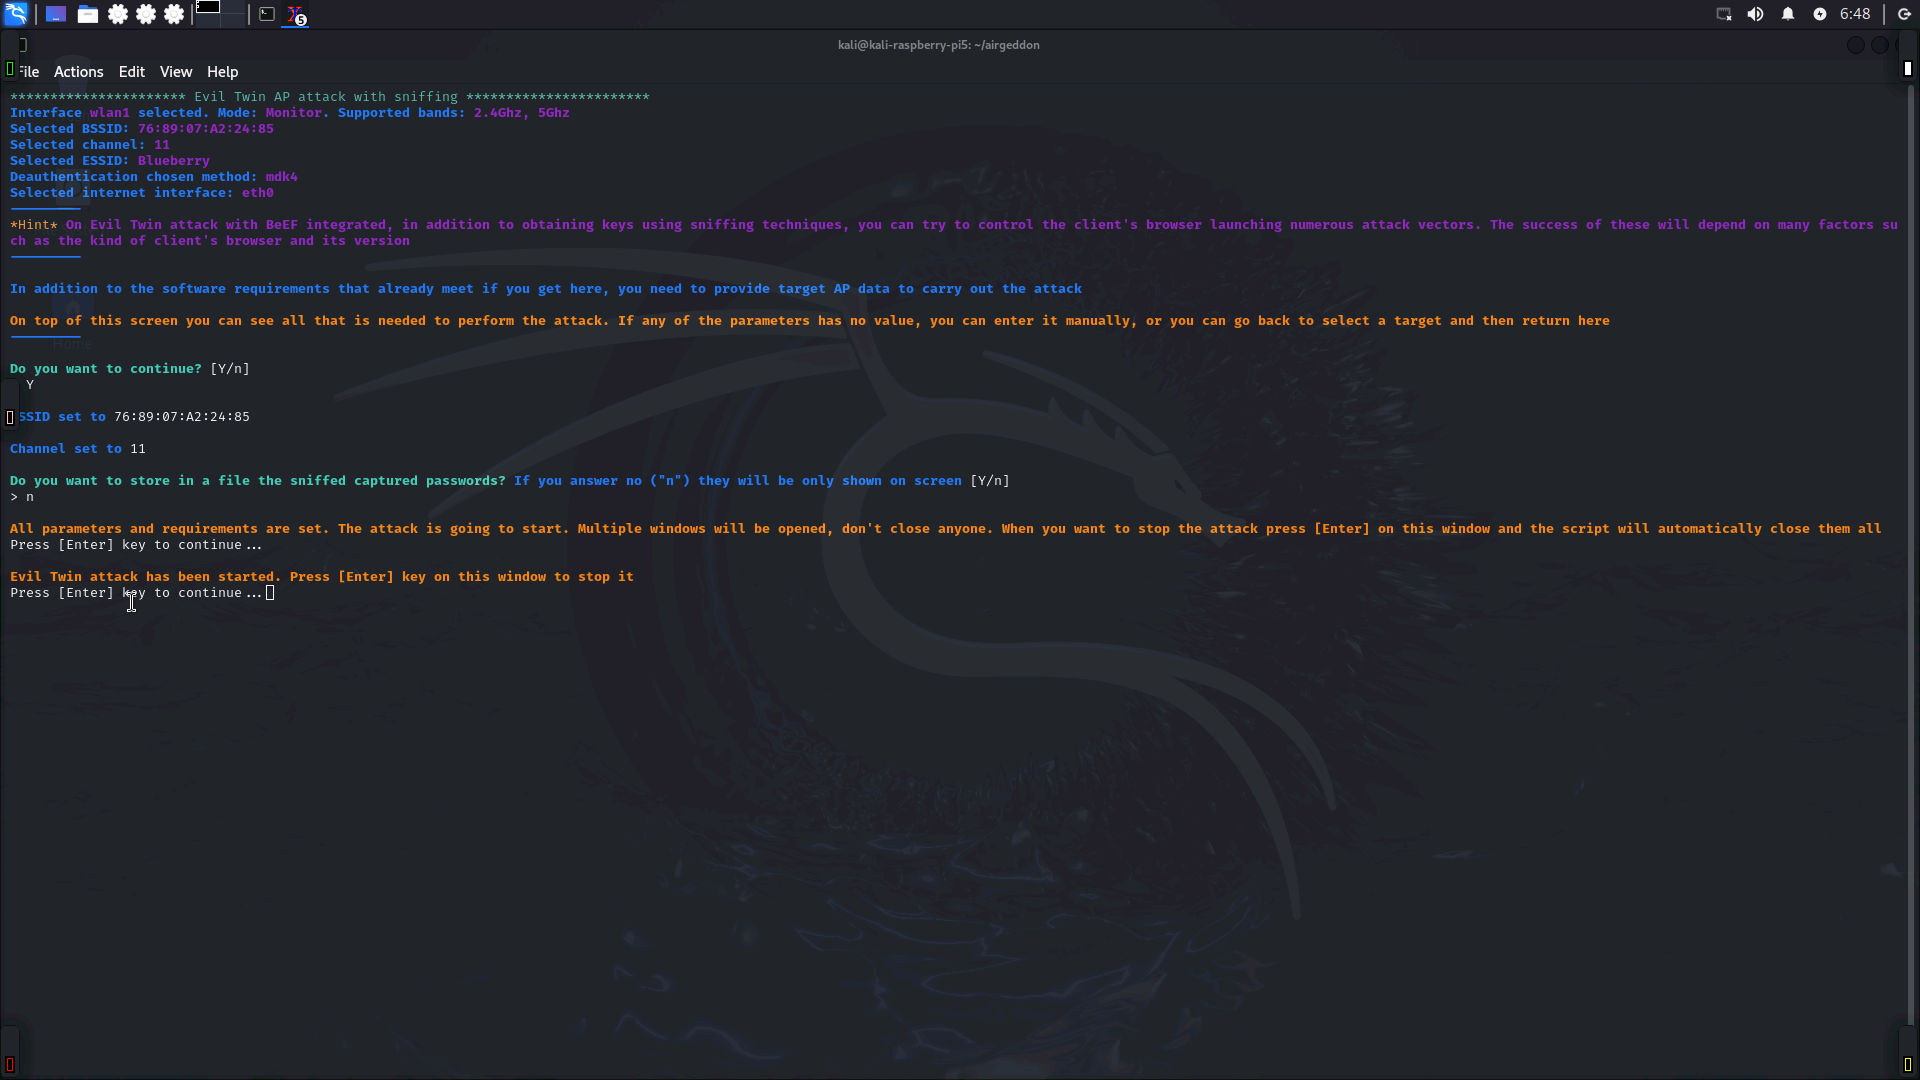 5
6:48
kali@kali-raspberry-pi5: ~/airgeddon
File Actions Edit View Help
********************** Evil Twin AP attack with sniffing ***********************
Interface wlan1 selected. Mode: Monitor. Supported bands: 2.4Ghz, 5Ghz
Selected BSSID: 76:89:07:A2:24:85
Selected channel: 11
Selected ESSID: Blueberry
Deauthentication chosen method: mdk4
Selected internet interface: eth0
*Hint* On Evil Twin attack with BeEF integrated, in addition to obtaining keys using sniffing techniques, you can try to control the client's browser launching numerous attack vectors. The success of these will depend on many factors su
ch as the kind of client's browser and its version
In addition to the software requirements that already meet if you get here, you need to provide target AP data to carry out the attack
On top of this screen you can see all that is needed to perform the attack. If any of the parameters has no value, you can enter it manually, or you can go back to select a target and then return here
Home
Do you want to continue? [Y/n]
Y
SSID set to 76:89:07:A2:24:85
Channel set to 11
Do you want to store in a file the sniffed captured passwords? If you answer no ("n") they will be only shown on screen [Y/n]
> n
All parameters and requirements are set. The attack is going to start. Multiple windows will be opened, don't close anyone. When you want to stop the attack press [Enter] on this window and the script will automatically close them all
Press [Enter] key to continue...
Evil Twin attack has been started. Press [Enter] key on this window to stop it
Press [Enter] key to continue...